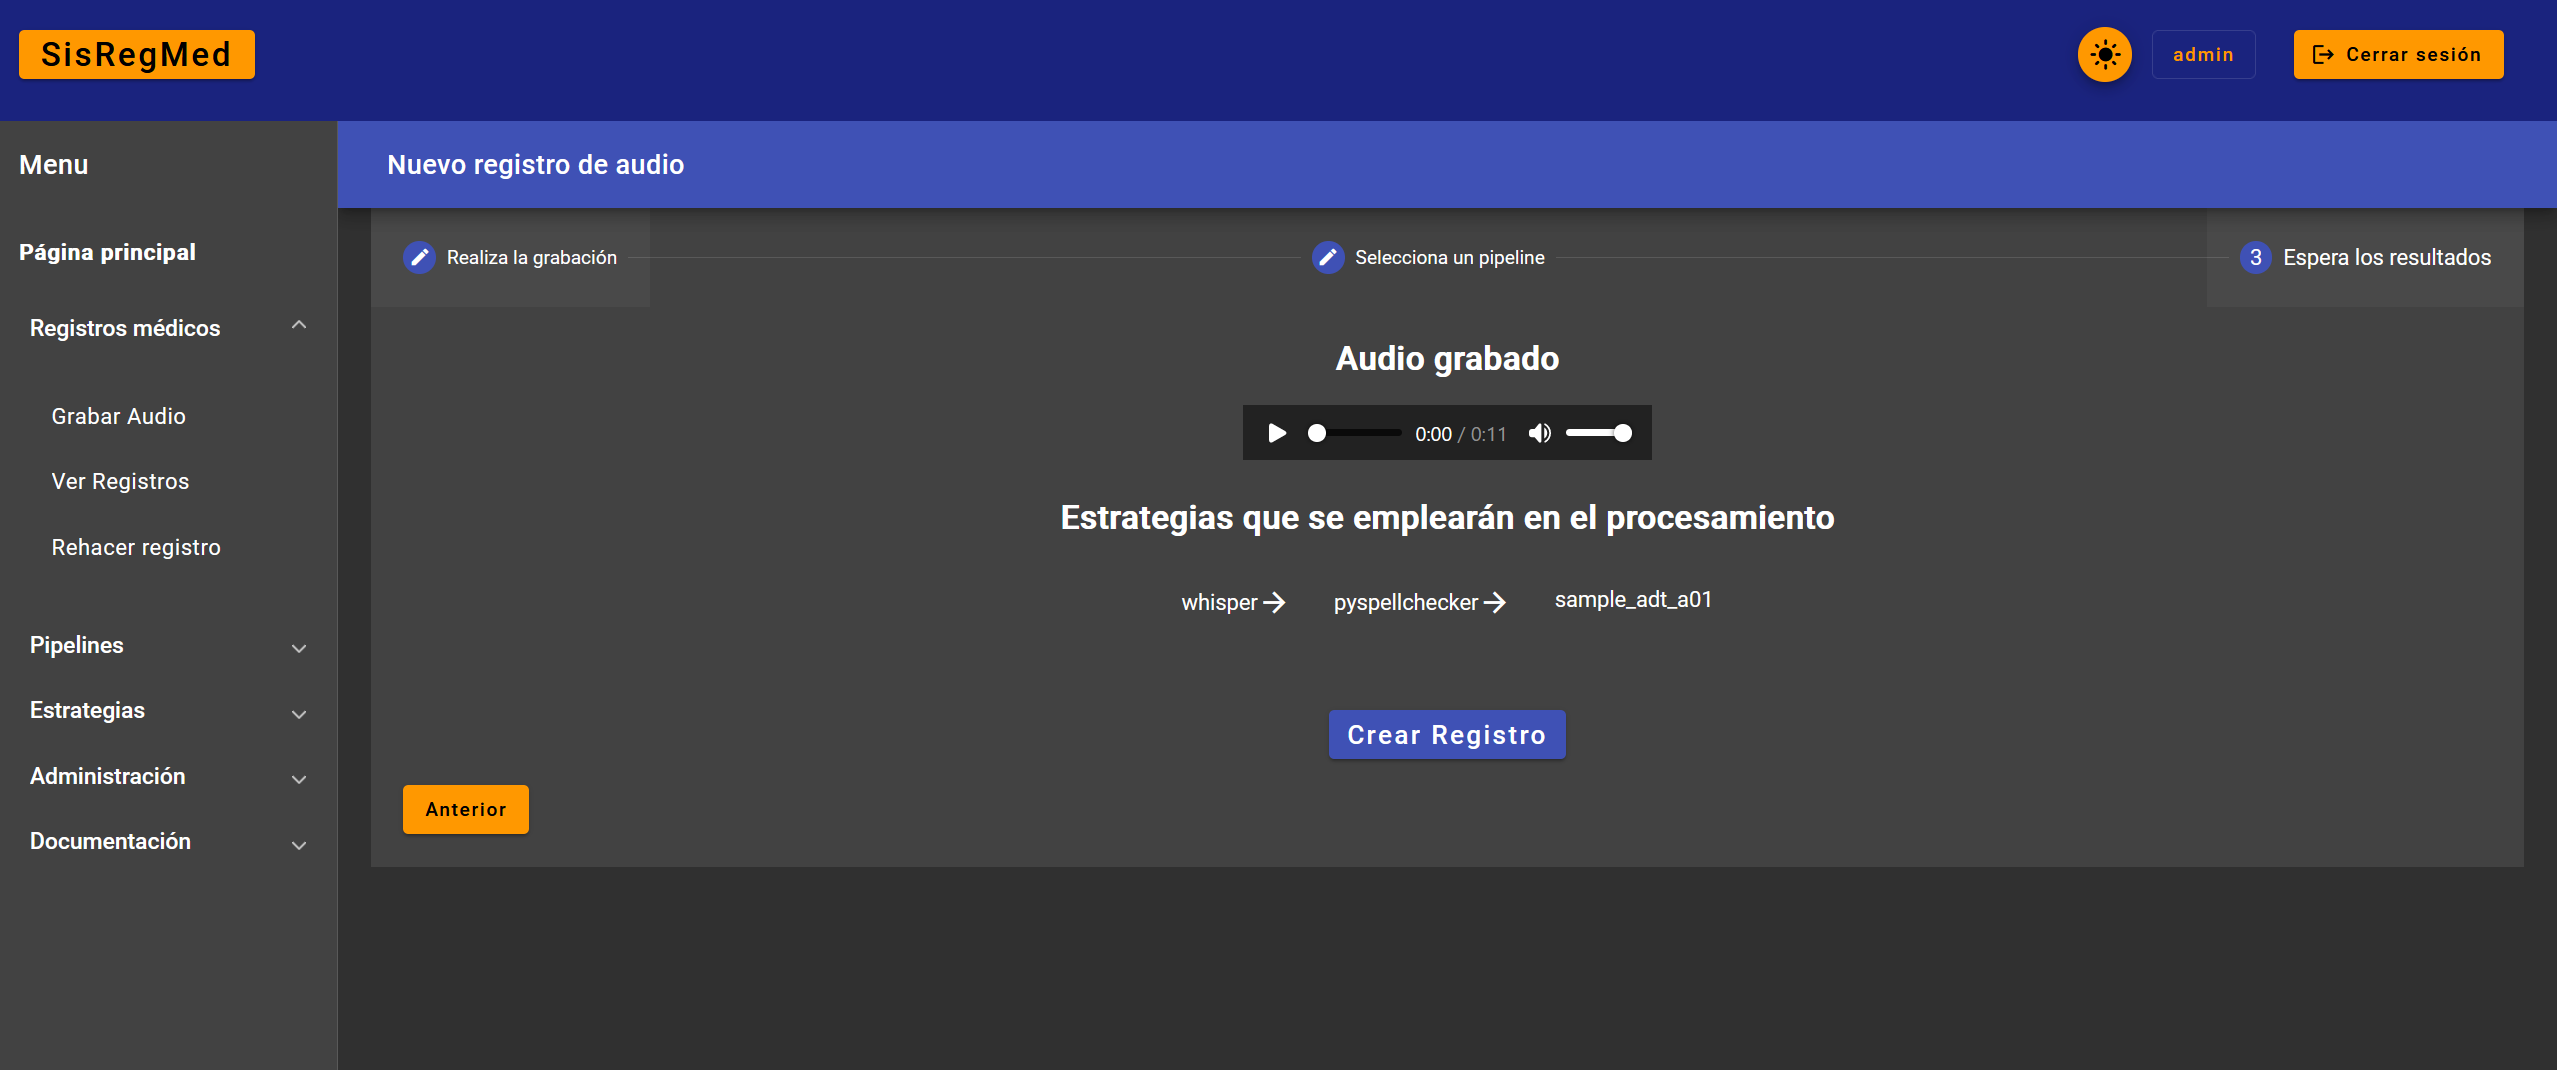 SisRegMed
admin
Cerrar sesión
Menu
Página principal
Registros médicos
Grabar Audio
Ver Registros
Rehacer registro
Pipelines
Estrategias
Administración
Documentación
Nuevo registro de audio
Realiza la grabación
Selecciona un pipeline
3 Espera los resultados
Audio grabado
0:00 / 0:11
Estrategias que se emplearán en el procesamiento
whisper pyspellchecker sample_adt_a01
Crear Registro
Anterior